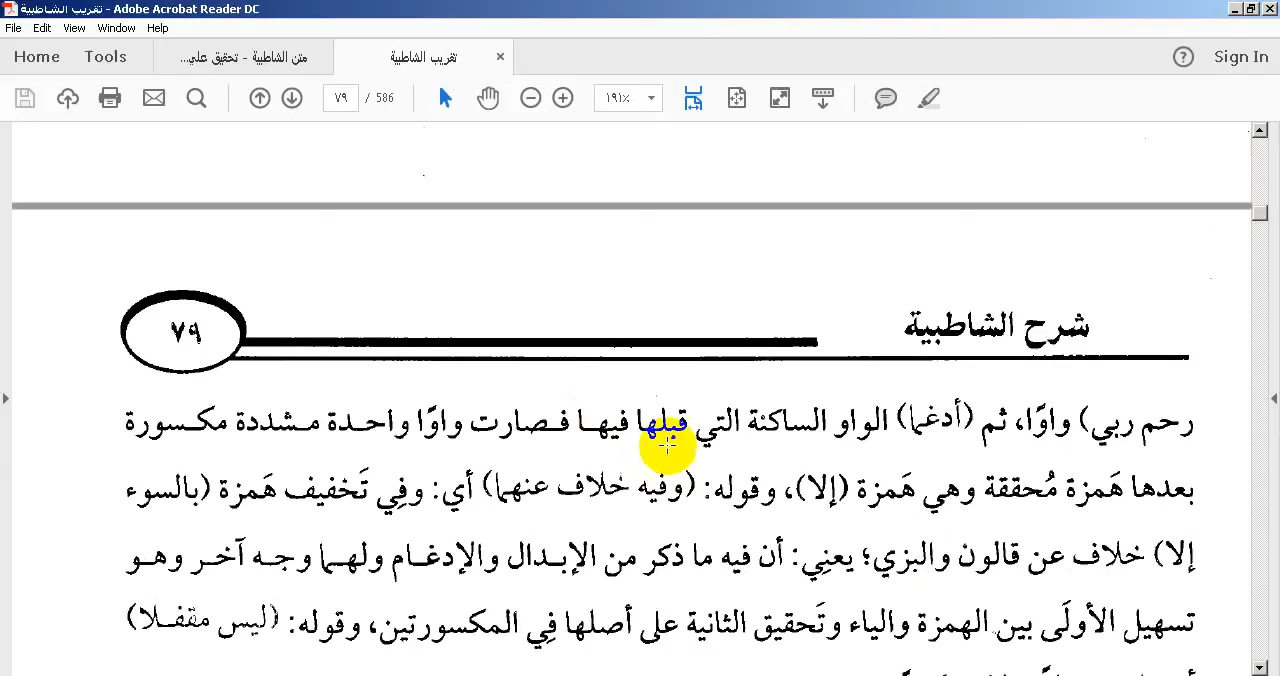 تقريب الشاطبية - Adobe Acrobat Reader DC
File Edit View Window Help
Home Tools متن الشاطبية - تحقيق علي... تقريب الشاطبية × ? Sign In
٧٩ / 586 ١٩١٪
شرح الشاطبية
٧٩
رحم ربي) واوًا، ثم (أدغما) الواو الساكنة التي قبلها فيها فصارت واوًا واحدة مشددة مكسورة
بعدها هَمزة مُحققة وهي هَمزة (إلا)، وقوله: (وفيه خلاف عنهما) أي: وفِي تَخفيف هَمزة (بالسوء
إلا) خلاف عن قالون والبزي؛ يعنِي: أن فيه ما ذكر من الإبدال والإدغام ولهما وجه آخر وهو
تسهيل الأولَى بين الهمزة والياء وتَحقيق الثانية على أصلها فِي المكسورتين، وقوله: (ليس مقفلا)